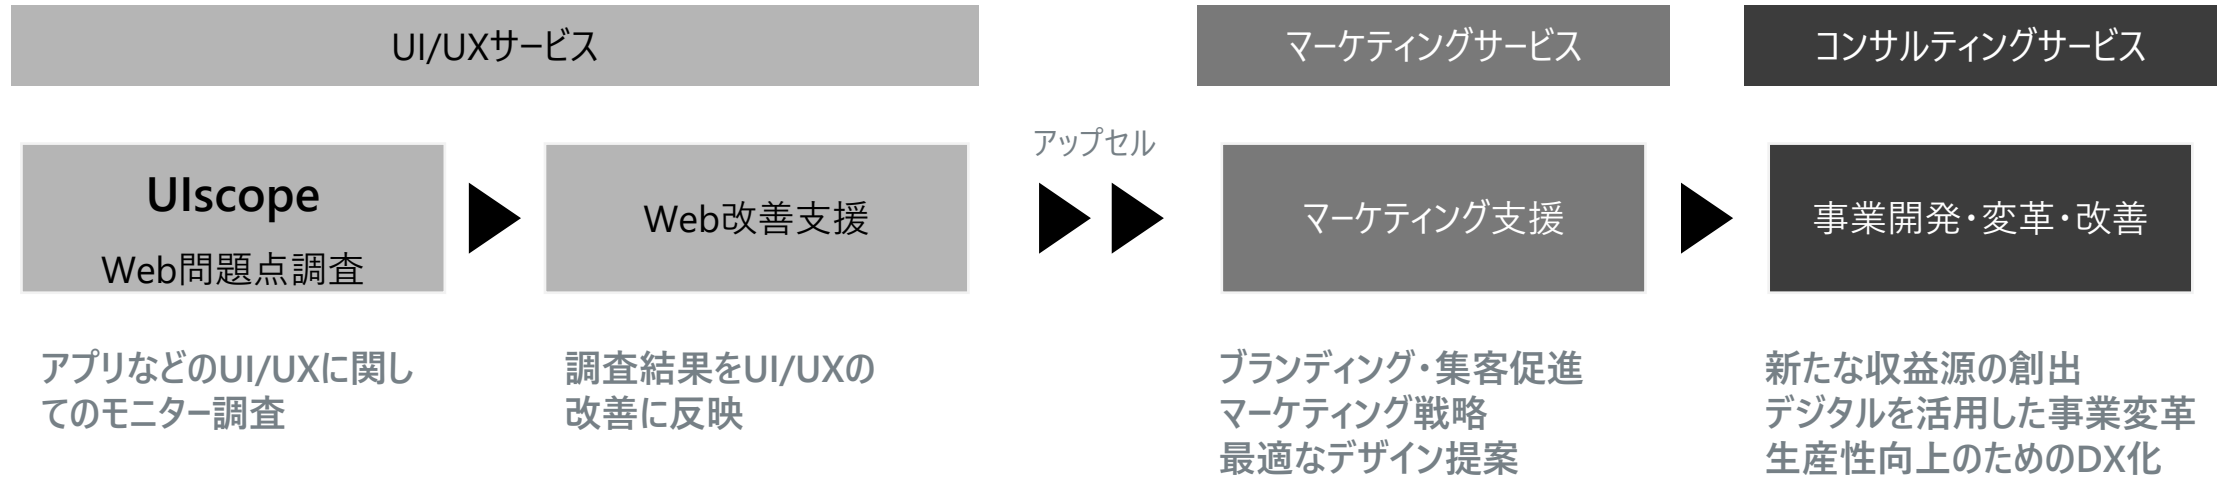 UI/UXサービス
マーケティングサービス
コンサルティングサービス
アップセル
UIscope
Web問題点調査
Web改善支援
マーケティング支援
事業開発・変革・改善
アプリなどのUI/UXに関し
てのモニター調査
調査結果をUI/UXの
改善に反映
ブランディング・集客促進
マーケティング戦略
最適なデザイン提案
新たな収益源の創出
デジタルを活用した事業変革
生産性向上のためのDX化